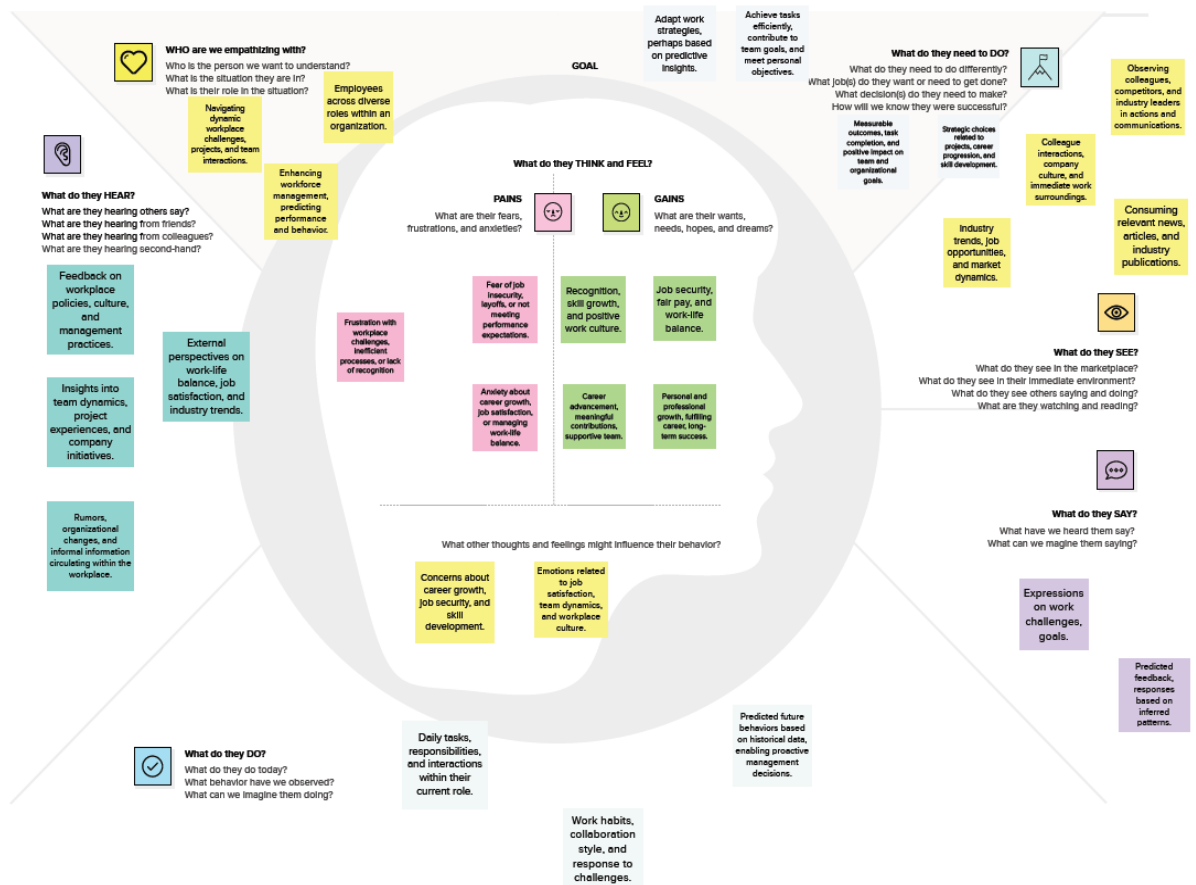 WHO are we empathizing with?
Who is the person we want to understand?
What is the situation they are in?
What is their role in the situation?
Navigating
dynamic
workplace
challenges,
projects, and team
interactions.
Employees
across diverse
roles within an
organization.
Enhancing
workforce
management,
predicting
performance
and behavior.
GOAL
Adapt work
strategies,
perhaps based
on predictive
insights.
Achieve tasks
efficiently,
contribute to
team goals, and
meet personal
objectives.
What do they need to DO?
What do they need to do differently?
What job(s) do they want or need to get done?
What decision(s) do they need to make?
How will we know they were successful?
Measurable
outcomes, task
completion, and
positive impact on
team and
organizational
goals.
Strategic choices
related to
projects, career
progression, and
skill development.
Observing
colleagues,
competitors, and
industry leaders
in actions and
communications.
Colleague
interactions,
company
culture, and
immediate work
surroundings.
Consuming
relevant news,
articles, and
industry
publications.
Industry
trends, job
opportunities,
and market
dynamics.
What do they SEE?
What do they see in the marketplace?
What do they see in their immediate environment?
What do they see others saying and doing?
What are they watching and reading?
What do they SAY?
What have we heard them say?
What can we magine them saying?
Expressions
on work
challenges,
goals.
Predicted
feedback,
responses
based on
inferred
patterns.
What do they HEAR?
What are they hearing others say?
What are they hearing from friends?
What are they hearing from colleagues?
What are they hearing second-hand?
Feedback on
workplace
policies, culture,
and
management
practices.
External
perspectives on
work-life
balance, job
satisfaction, and
industry trends.
Insights into
team dynamics,
project
experiences, and
company
initiatives.
Rumors,
organizational
changes, and
informal information
circulating within the
workplace.
What do they THINK and FEEL?
PAINS
What are their fears,
frustrations, and anxieties?
GAINS
What are their wants,
needs, hopes, and dreams?
Frustration with
workplace
challenges,
inefficient
processes, or lack
of recognition
Fear of job
insecurity,
layoffs, or not
meeting
performance
expectations.
Recognition,
skill growth,
and positive
work culture.
Job security,
fair pay, and
work-life
balance.
Anxiety about
career growth,
job satisfaction,
or managing
work-life
balance.
Career
advancement,
meaningful
contributions,
supportive team.
Personal and
professional
growth, fulfilling
career, long-
term success.
What other thoughts and feelings might influence their behavior?
Concerns about
career growth,
job security, and
skill
development.
Emotions related
to job
satisfaction,
team dynamics,
and workplace
culture.
What do they DO?
What do they do today?
What behavior have we observed?
What can we imagine them doing?
Daily tasks,
responsibilities,
and interactions
within their
current role.
Work habits,
collaboration
style, and
response to
challenges.
Predicted future
behaviors based
on historical data,
enabling proactive
management
decisions.